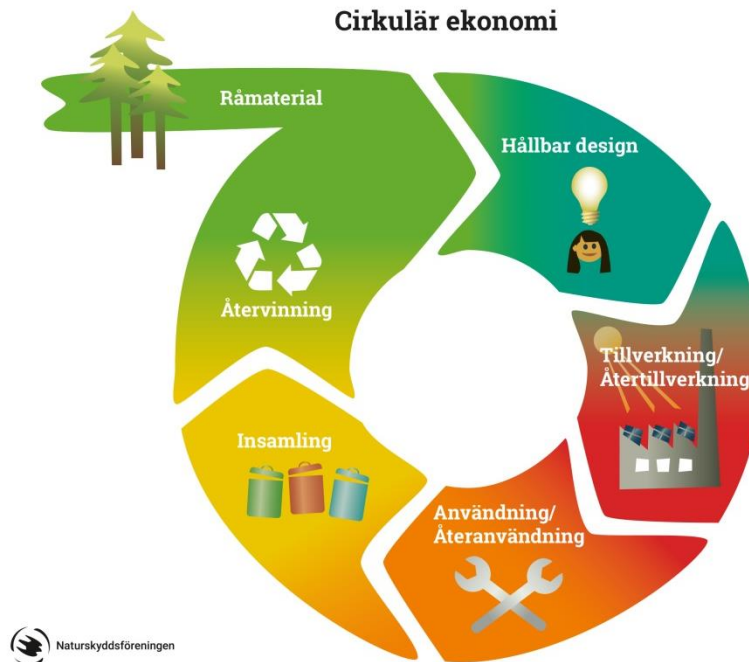 Cirkulär ekonomi
Råmaterial
Hållbar design
Tillverkning/
Återtillverkning
Användning/
Återanvändning
Insamling
Återvinning
Naturskyddsföreningen